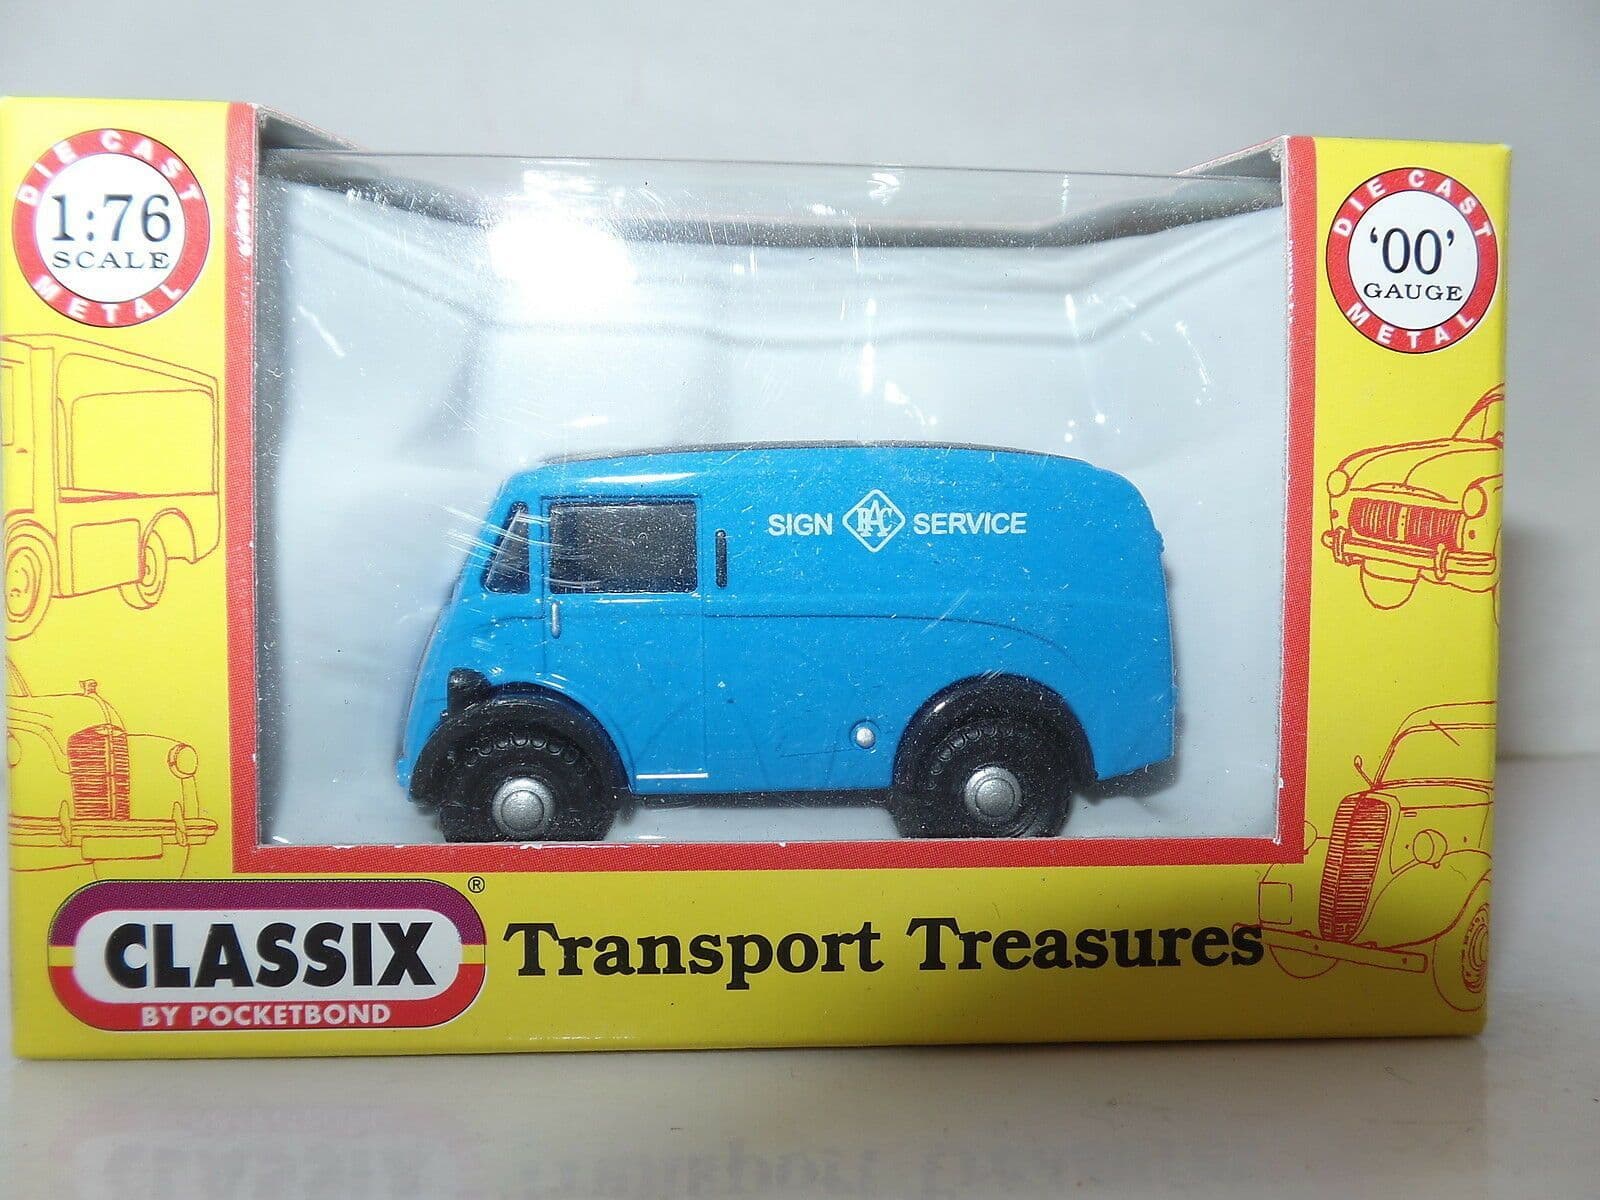 DIE CAST
1:76
SCALE
METAL
DIE CAST
'00'
GAUGE
METAL
SIGN RAC SERVICE
CLASSIX®
BY POCKETBOND
Transport Treasures